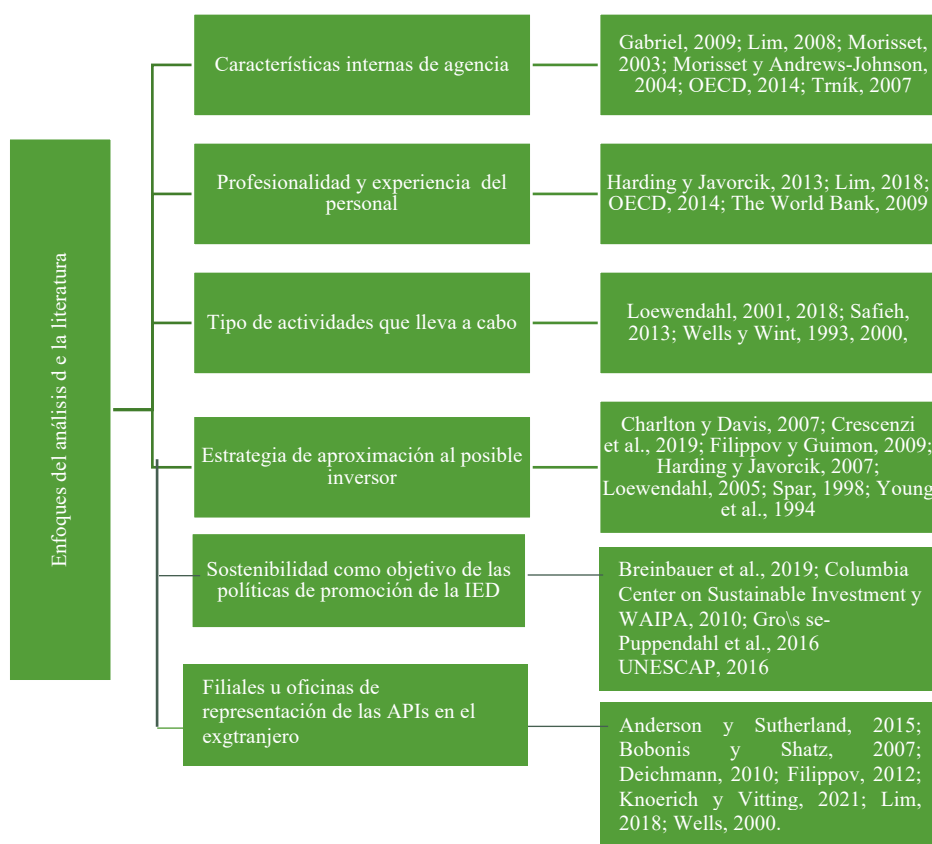 Enfoques del análisis d e la literatura
Características internas de agencia
Gabriel, 2009; Lim, 2008; Morisset,
2003; Morisset y Andrews-Johnson,
2004; OECD, 2014; Trník, 2007
Profesionalidad y experiencia del
personal
Harding y Javorcik, 2013; Lim, 2018;
OECD, 2014; The World Bank, 2009
Tipo de actividades que lleva a cabo
Loewendahl, 2001, 2018; Safieh,
2013; Wells y Wint, 1993, 2000,
Estrategia de aproximación al posible
inversor
Charlton y Davis, 2007; Crescenzi
et al., 2019; Filippov y Guimon, 2009;
Harding y Javorcik, 2007;
Loewendahl, 2005; Spar, 1998; Young
et al., 1994
Sostenibilidad como objetivo de las
políticas de promoción de la IED
Breinbauer et al., 2019; Columbia
Center on Sustainable Investment y
WAIPA, 2010; Gro\s se-
Puppendahl et al., 2016
UNESCAP, 2016
Filiales u oficinas de
representación de las APIs en el
exgtranjero
Anderson y Sutherland, 2015;
Bobonis y Shatz, 2007;
Deichmann, 2010; Filippov, 2012;
Knoerich y Vitting, 2021; Lim,
2018; Wells, 2000.